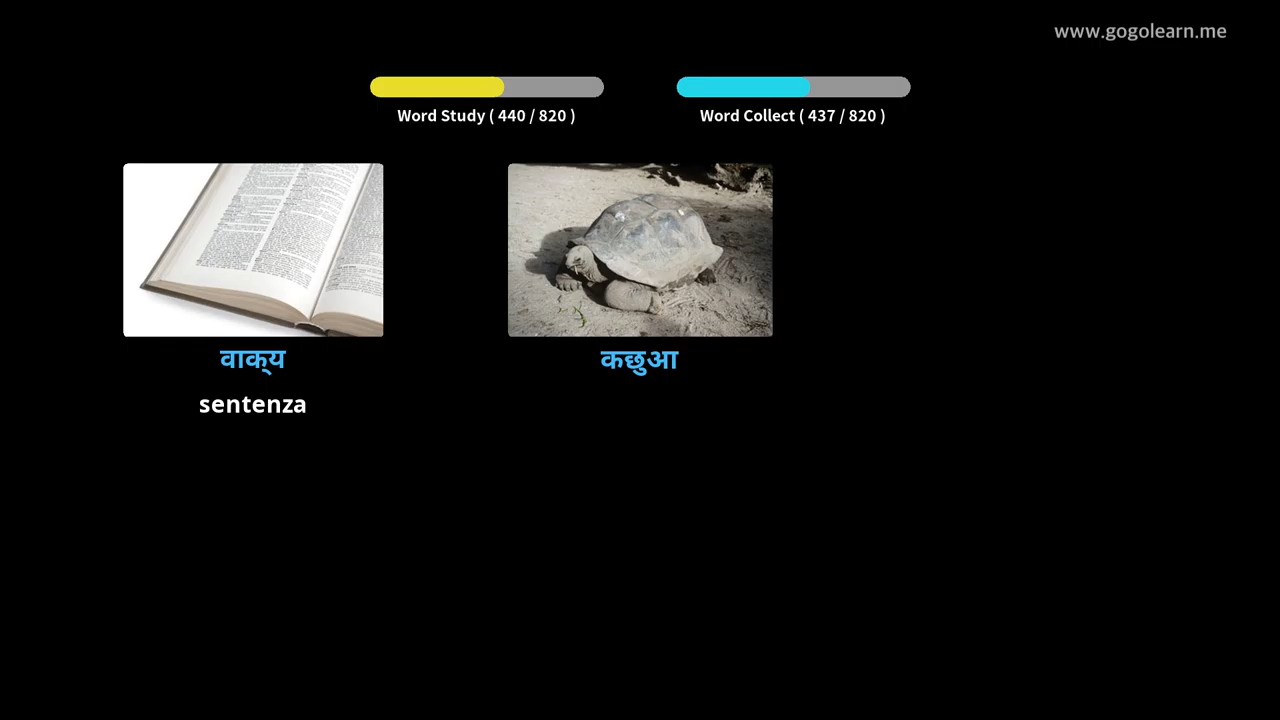 www.gogolearn.me
Word Study ( 440 / 820 )
Word Collect ( 437 / 820 )
वाक्य
कछुआ
sentenza